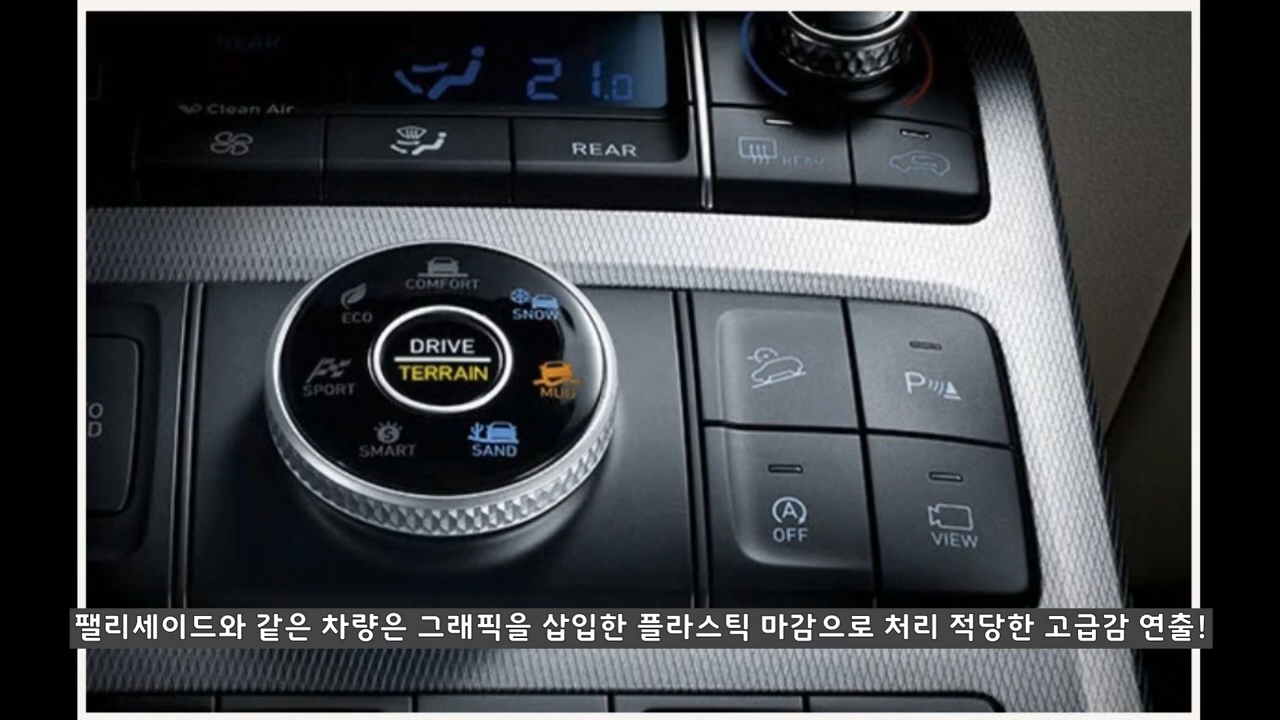 REAR
21.0
Clean Air
REAR
REAR
COMFORT
ECO
SNOW
DRIVE
TERRAIN
SPORT
MUD
SMART
SAND
P
A
OFF
VIEW
팰리세이드와 같은 차량은 그래픽을 삽입한 플라스틱 마감으로 처리 적당한 고급감 연출!